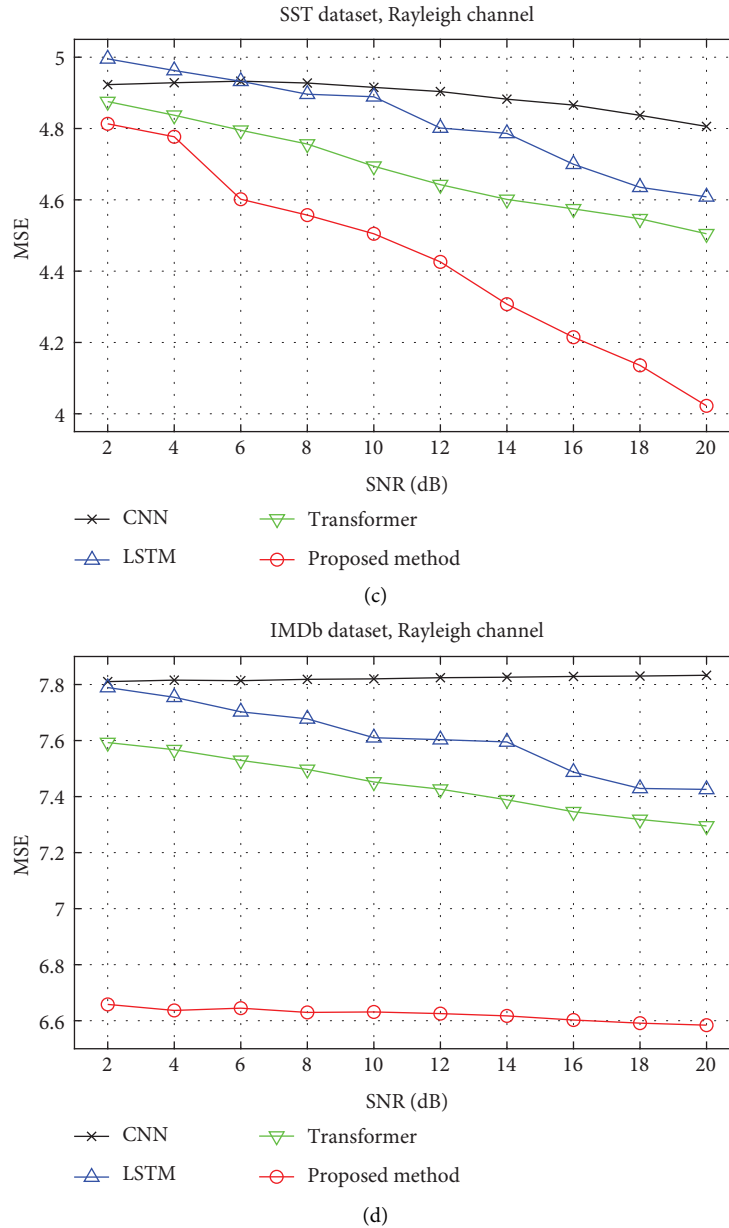 SST dataset, Rayleigh channel
5
4.8
4.6
4.4
4.2
4
MSE
2 4 6 8 10 12 14 16 18 20
SNR (dB)
CNN Transformer
LSTM Proposed method
(c)
IMDb dataset, Rayleigh channel
7.8
7.6
7.4
7.2
7
6.8
6.6
MSE
2 4 6 8 10 12 14 16 18 20
SNR (dB)
CNN Transformer
LSTM Proposed method
(d)